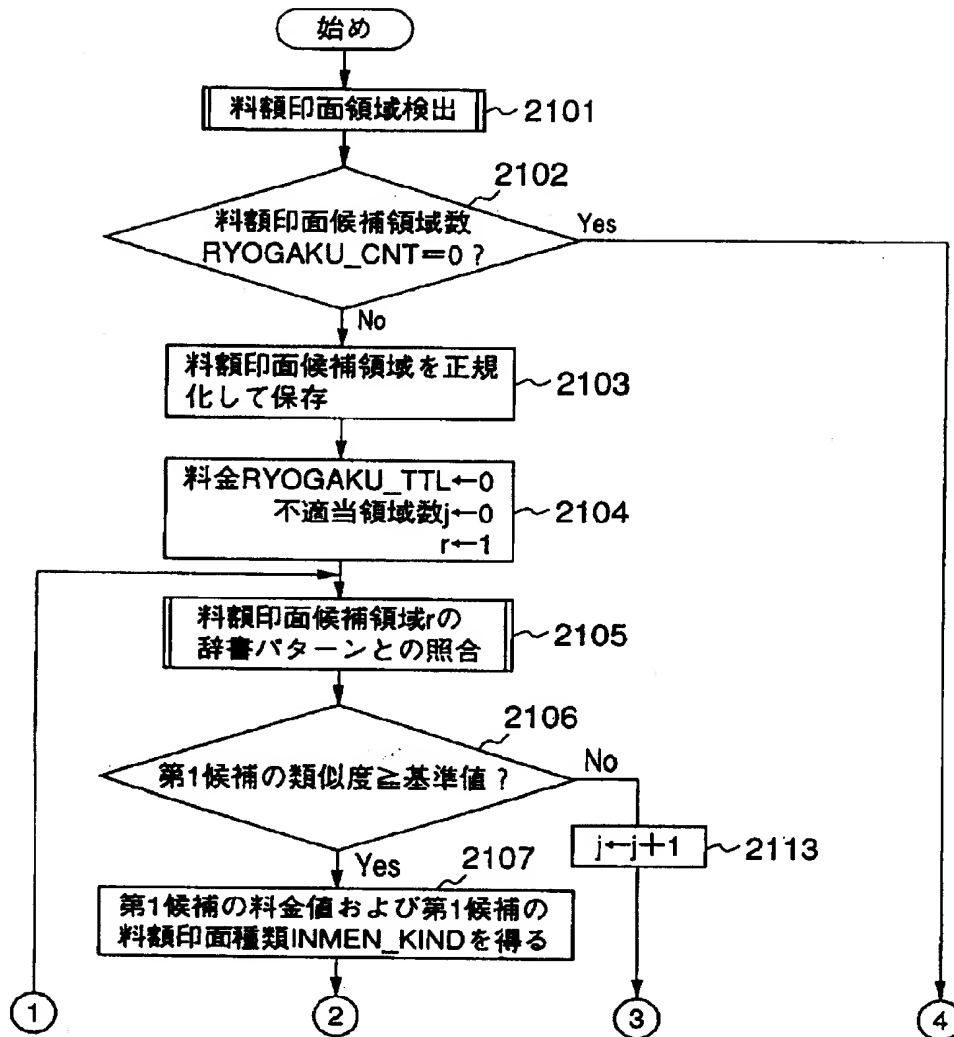 始め
料額印面領域検出
2101
2102
料額印面候補領域数
RYOGAKU_CNT=0?
Yes
No
料額印面候補領域を正規
化して保存
2103
料金RYOGAKU_TTL←0
不適当領域数j←0
r←1
2104
料額印面候補領域rの
辞書パターンとの照合
2105
2106
第1候補の類似度≧基準値?
No
Yes
j←j+1
2113
2107
第1候補の料金値および第1候補の
料額印面種類INMEN_KINDを得る
1
2
3
4